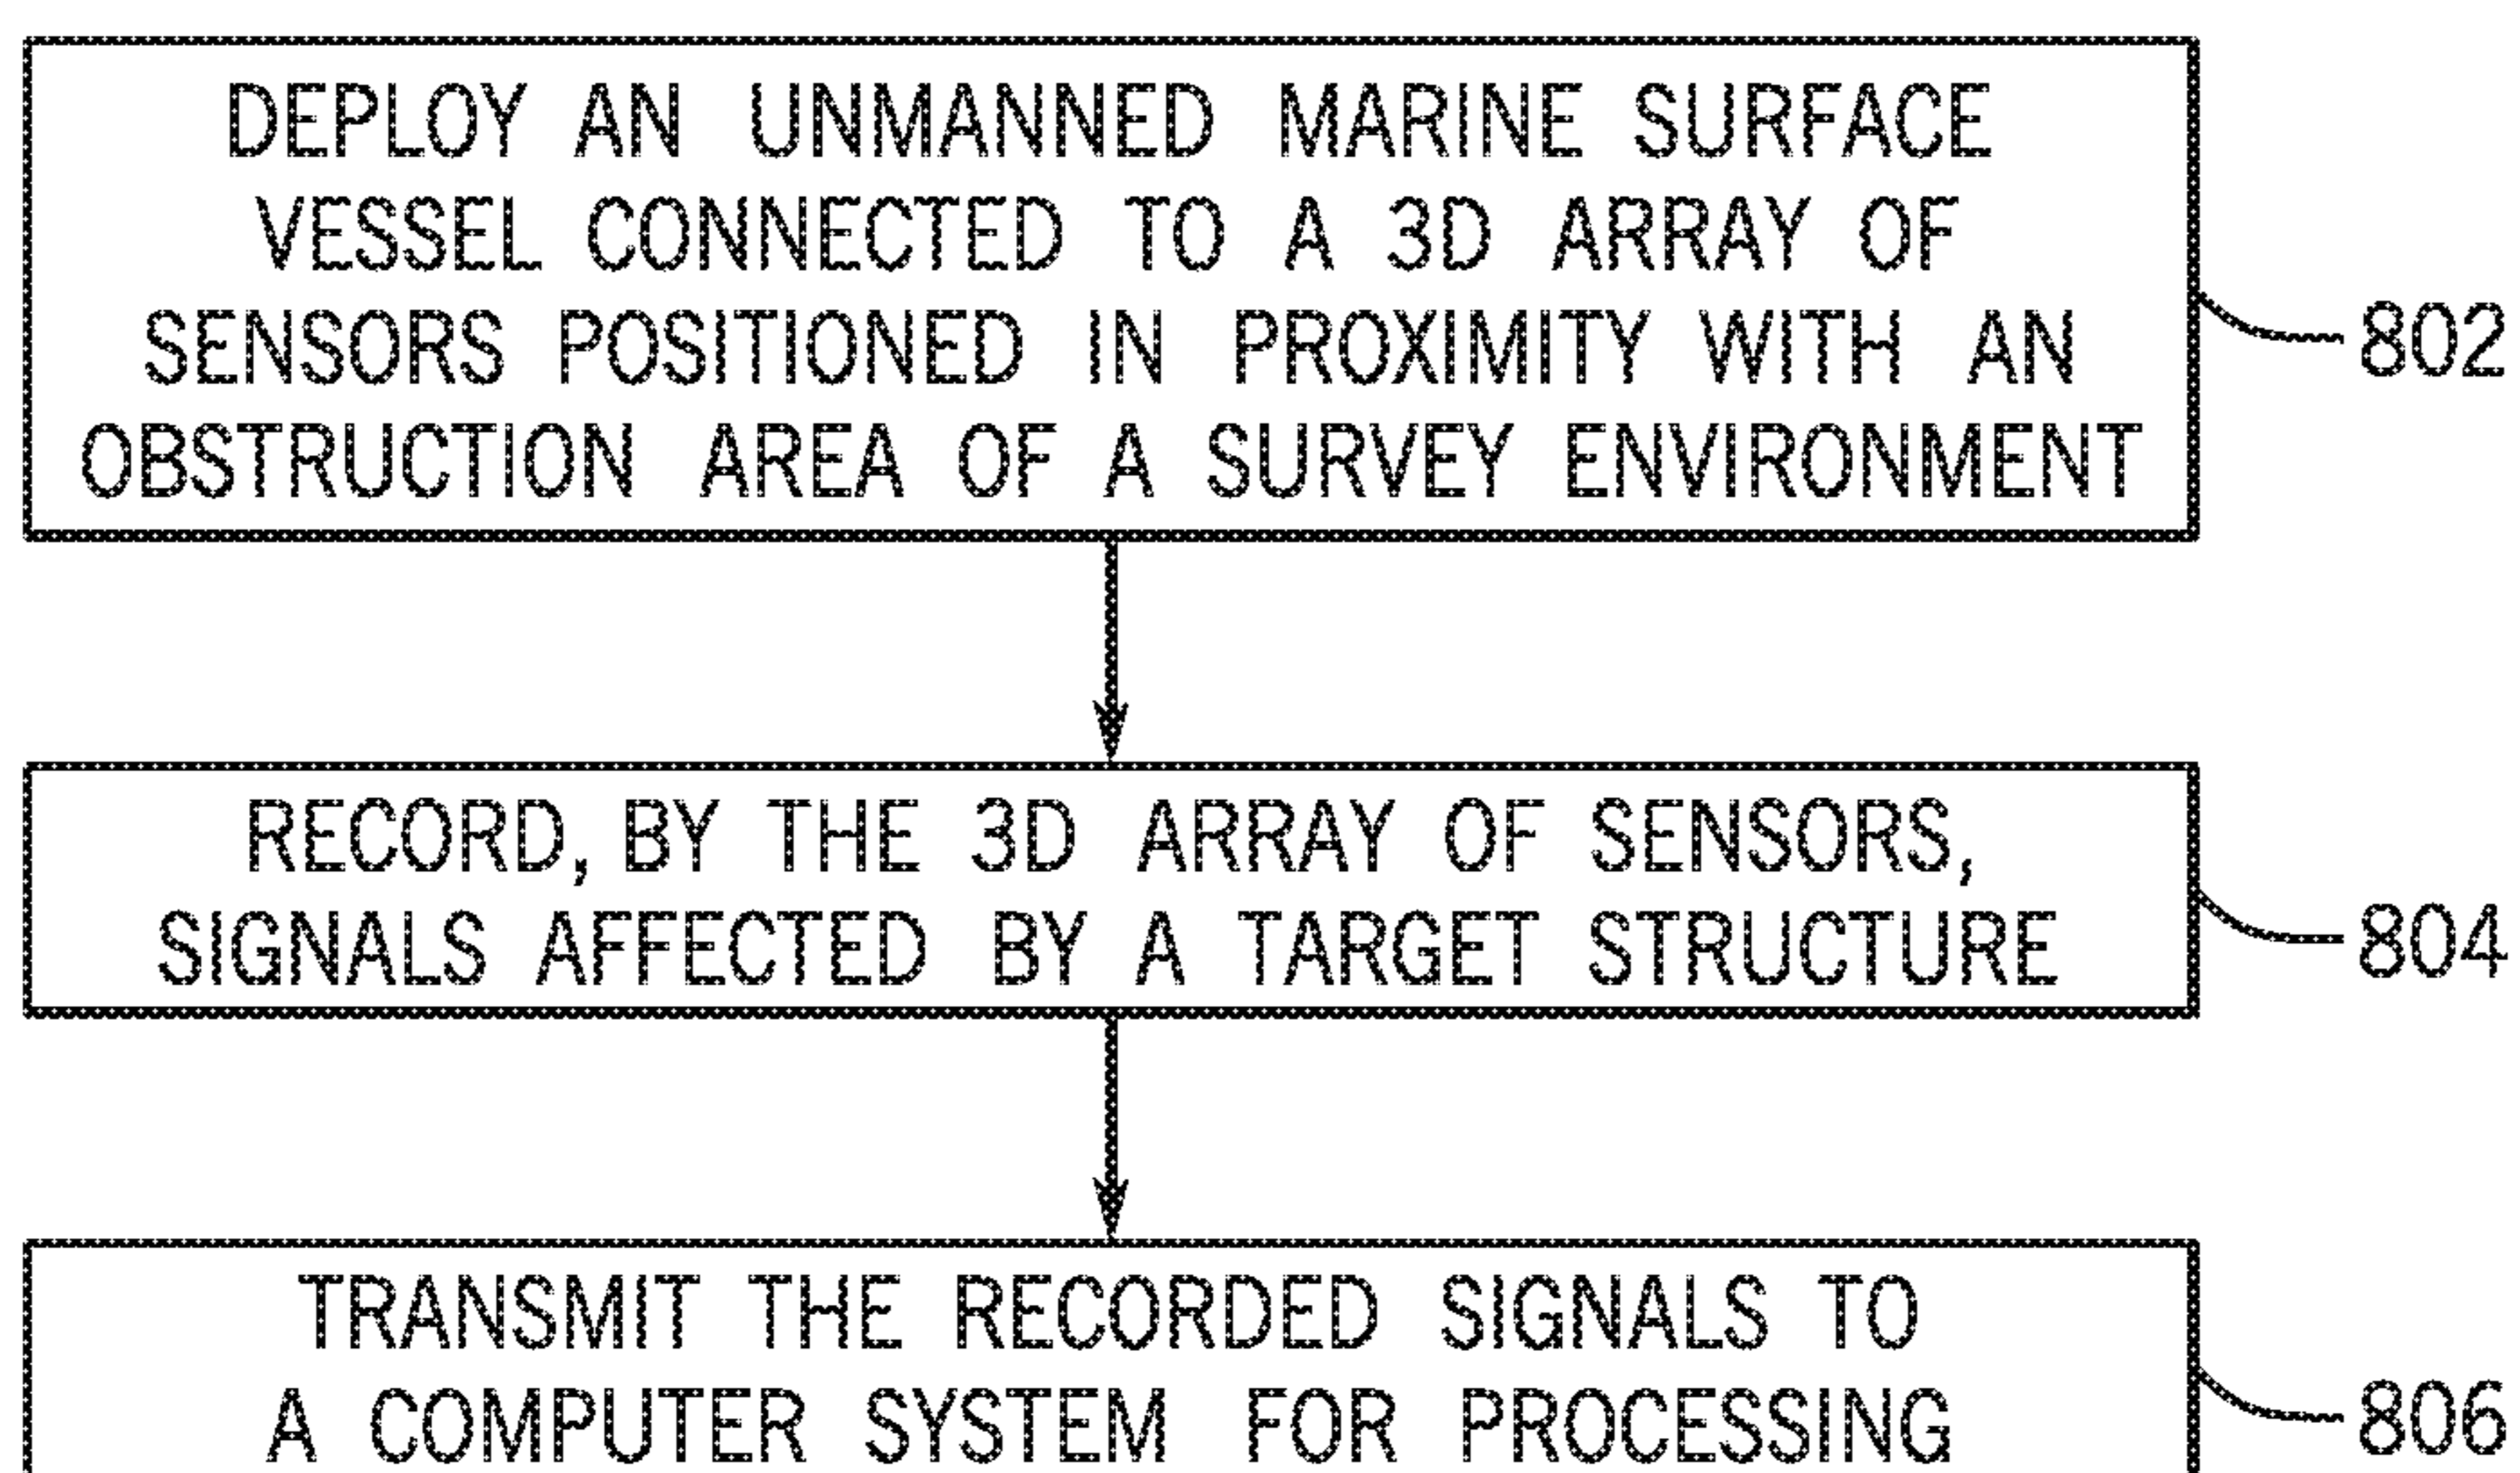 DEPLOY AN UNMANNED MARINE SURFACE
VESSEL CONNECTED TO A 3D ARRAY OF
SENSORS POSITIONED IN PROXIMITY WITH AN
OBSTRUCTION AREA OF A SURVEY ENVIRONMENT
802
RECORD, BY THE 3D ARRAY OF SENSORS,
SIGNALS AFFECTED BY A TARGET STRUCTURE
804
TRANSMIT THE RECORDED SIGNALS TO
A COMPUTER SYSTEM FOR PROCESSING
806